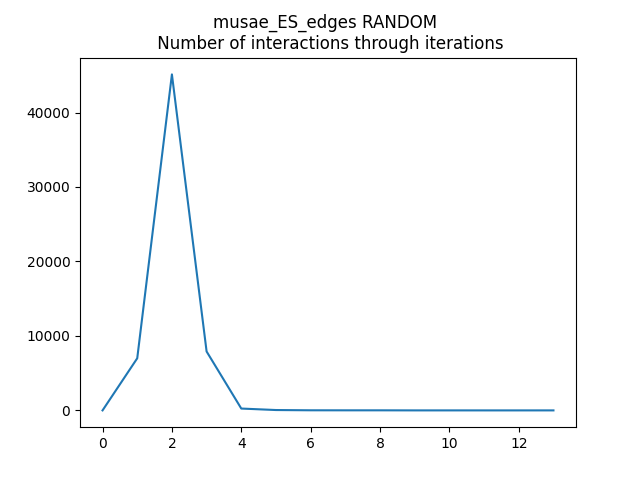 musae_ES_edges RANDOM
Number of interactions through iterations
40000
30000
20000
10000
0
0 2 4 6 8 10 12